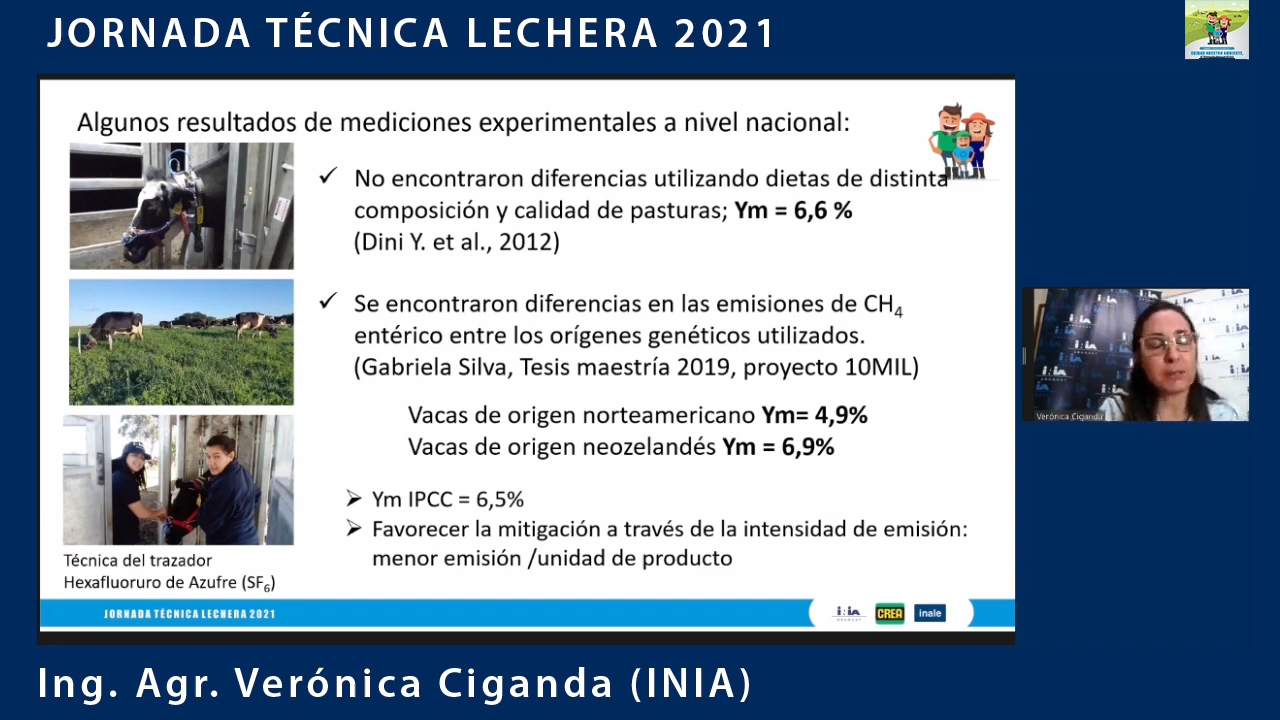 JORNADA TÉCNICA LECHERA 2021
Algunos resultados de mediciones experimentales a nivel nacional:
✓ No encontraron diferencias utilizando dietas de distinta
composición y calidad de pasturas; Ym = 6,6 %
(Dini Y. et al., 2012)
✓ Se encontraron diferencias en las emisiones de CH₄
entérico entre los orígenes genéticos utilizados.
(Gabriela Silva, Tesis maestría 2019, proyecto 10MIL)
Vacas de origen norteamericano Ym= 4,9%
Vacas de origen neozelandés Ym = 6,9%
➢ Ym IPCC = 6,5%
➢ Favorecer la mitigación a través de la intensidad de emisión:
menor emisión /unidad de producto
Técnica del trazador
Hexafluoruro de Azufre (SF₆)
JORNADA TÉCNICA LECHERA 2021
inia
URUGUAY
CREA
inale
Verónica Ciganda
Ing. Agr. Verónica Ciganda (INIA)